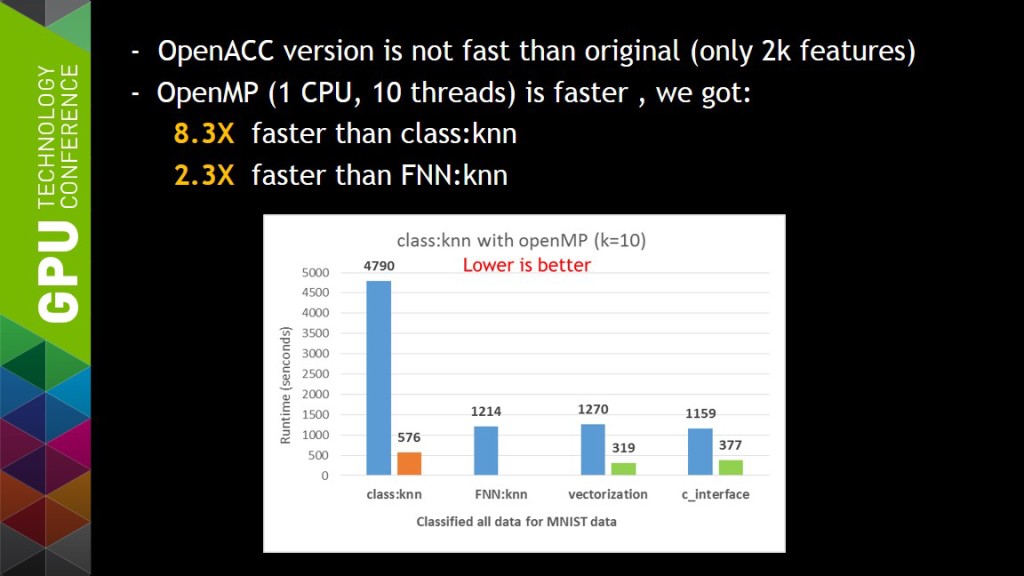 GPU TECHNOLOGY
CONFERENCE
- OpenACC version is not fast than original (only 2k features)
- OpenMP (1 CPU, 10 threads) is faster , we got:
8.3X faster than class:knn
2.3X faster than FNN:knn
class:knn with openMP (k=10)
Lower is better
Runtime (senconds)
5000
4500
4000
3500
3000
2500
2000
1500
1000
500
0
4790
576
1214
1270
319
1159
377
class:knn FNN:knn vectorization c_interface
Classified all data for MNIST data